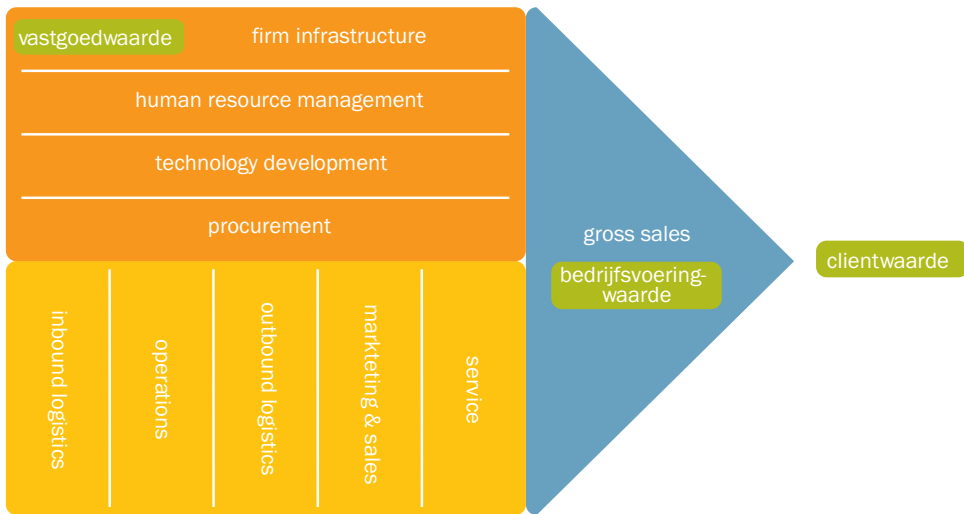 vastgoedwaarde
firm infrastructure
human resource management
technology development
procurement
gross sales
bedrijfsvoering-
waarde
clientwaarde
inbound logistics
operations
outbound logistics
markteting & sales
service